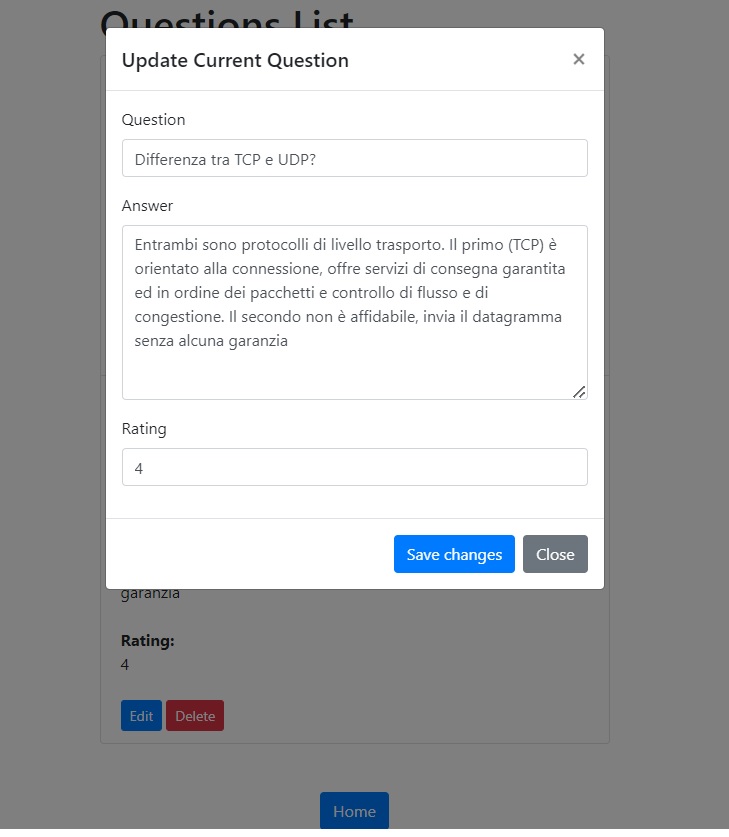 Questions List
Update Current Question
×
Question
Differenza tra TCP e UDP?
Answer
Entrambi sono protocolli di livello trasporto. Il primo (TCP) è
orientato alla connessione, offre servizi di consegna garantita
ed in ordine dei pacchetti e controllo di flusso e di
congestione. Il secondo non è affidabile, invia il datagramma
senza alcuna garanzia
Rating
4
Save changes
Close
garanzia
Rating:
4
Edit
Delete
Home